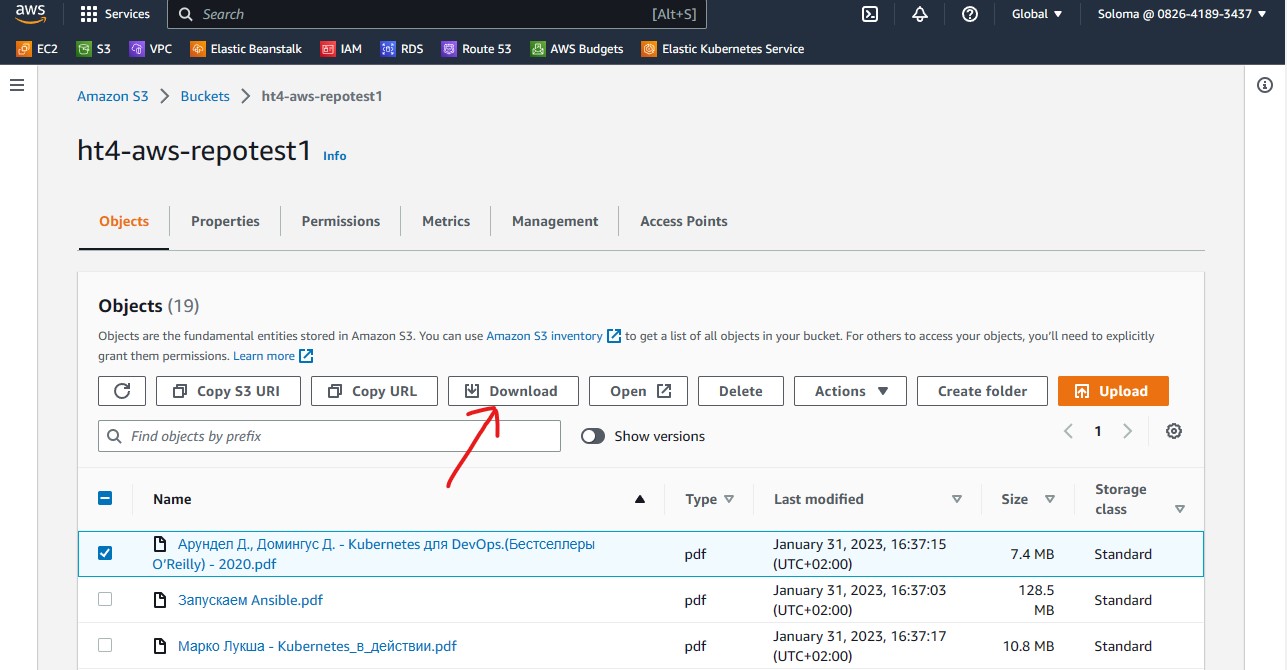 aws
Services
Search [Alt+S]
Global
Soloma @ 0826-4189-3437
EC2
S3
VPC
Elastic Beanstalk
IAM
RDS
Route 53
AWS Budgets
Elastic Kubernetes Service
Amazon S3 > Buckets > ht4-aws-repotest1
ht4-aws-repotest1 Info
Objects
Properties
Permissions
Metrics
Management
Access Points
Objects (19)
Objects are the fundamental entities stored in Amazon S3. You can use Amazon S3 inventory to get a list of all objects in your bucket. For others to access your objects, you’ll need to explicitly
grant them permissions. Learn more
Copy S3 URI
Copy URL
Download
Open
Delete
Actions
Create folder
Upload
Find objects by prefix
Show versions
1
Name
Type
Last modified
Size
Storage
class
Арундел Д., Домингус Д. - Kubernetes для DevOps.(Бестселлеры
O’Reilly) - 2020.pdf
pdf
January 31, 2023, 16:37:15
(UTC+02:00)
7.4 MB
Standard
Запускаем Ansible.pdf
pdf
January 31, 2023, 16:37:03
(UTC+02:00)
128.5
MB
Standard
Марко Лукша - Kubernetes_в_действии.pdf
pdf
January 31, 2023, 16:37:17
(UTC+02:00)
10.8 MB
Standard